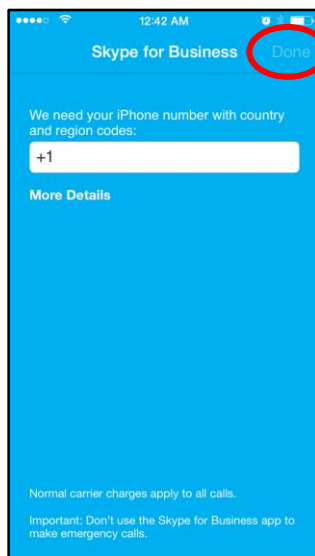 12:42 AM
Skype for Business Done
We need your iPhone number with country
and region codes:
+1
More Details
Normal carrier charges apply to all calls.
Important: Don't use the Skype for Business app to
make emergency calls.